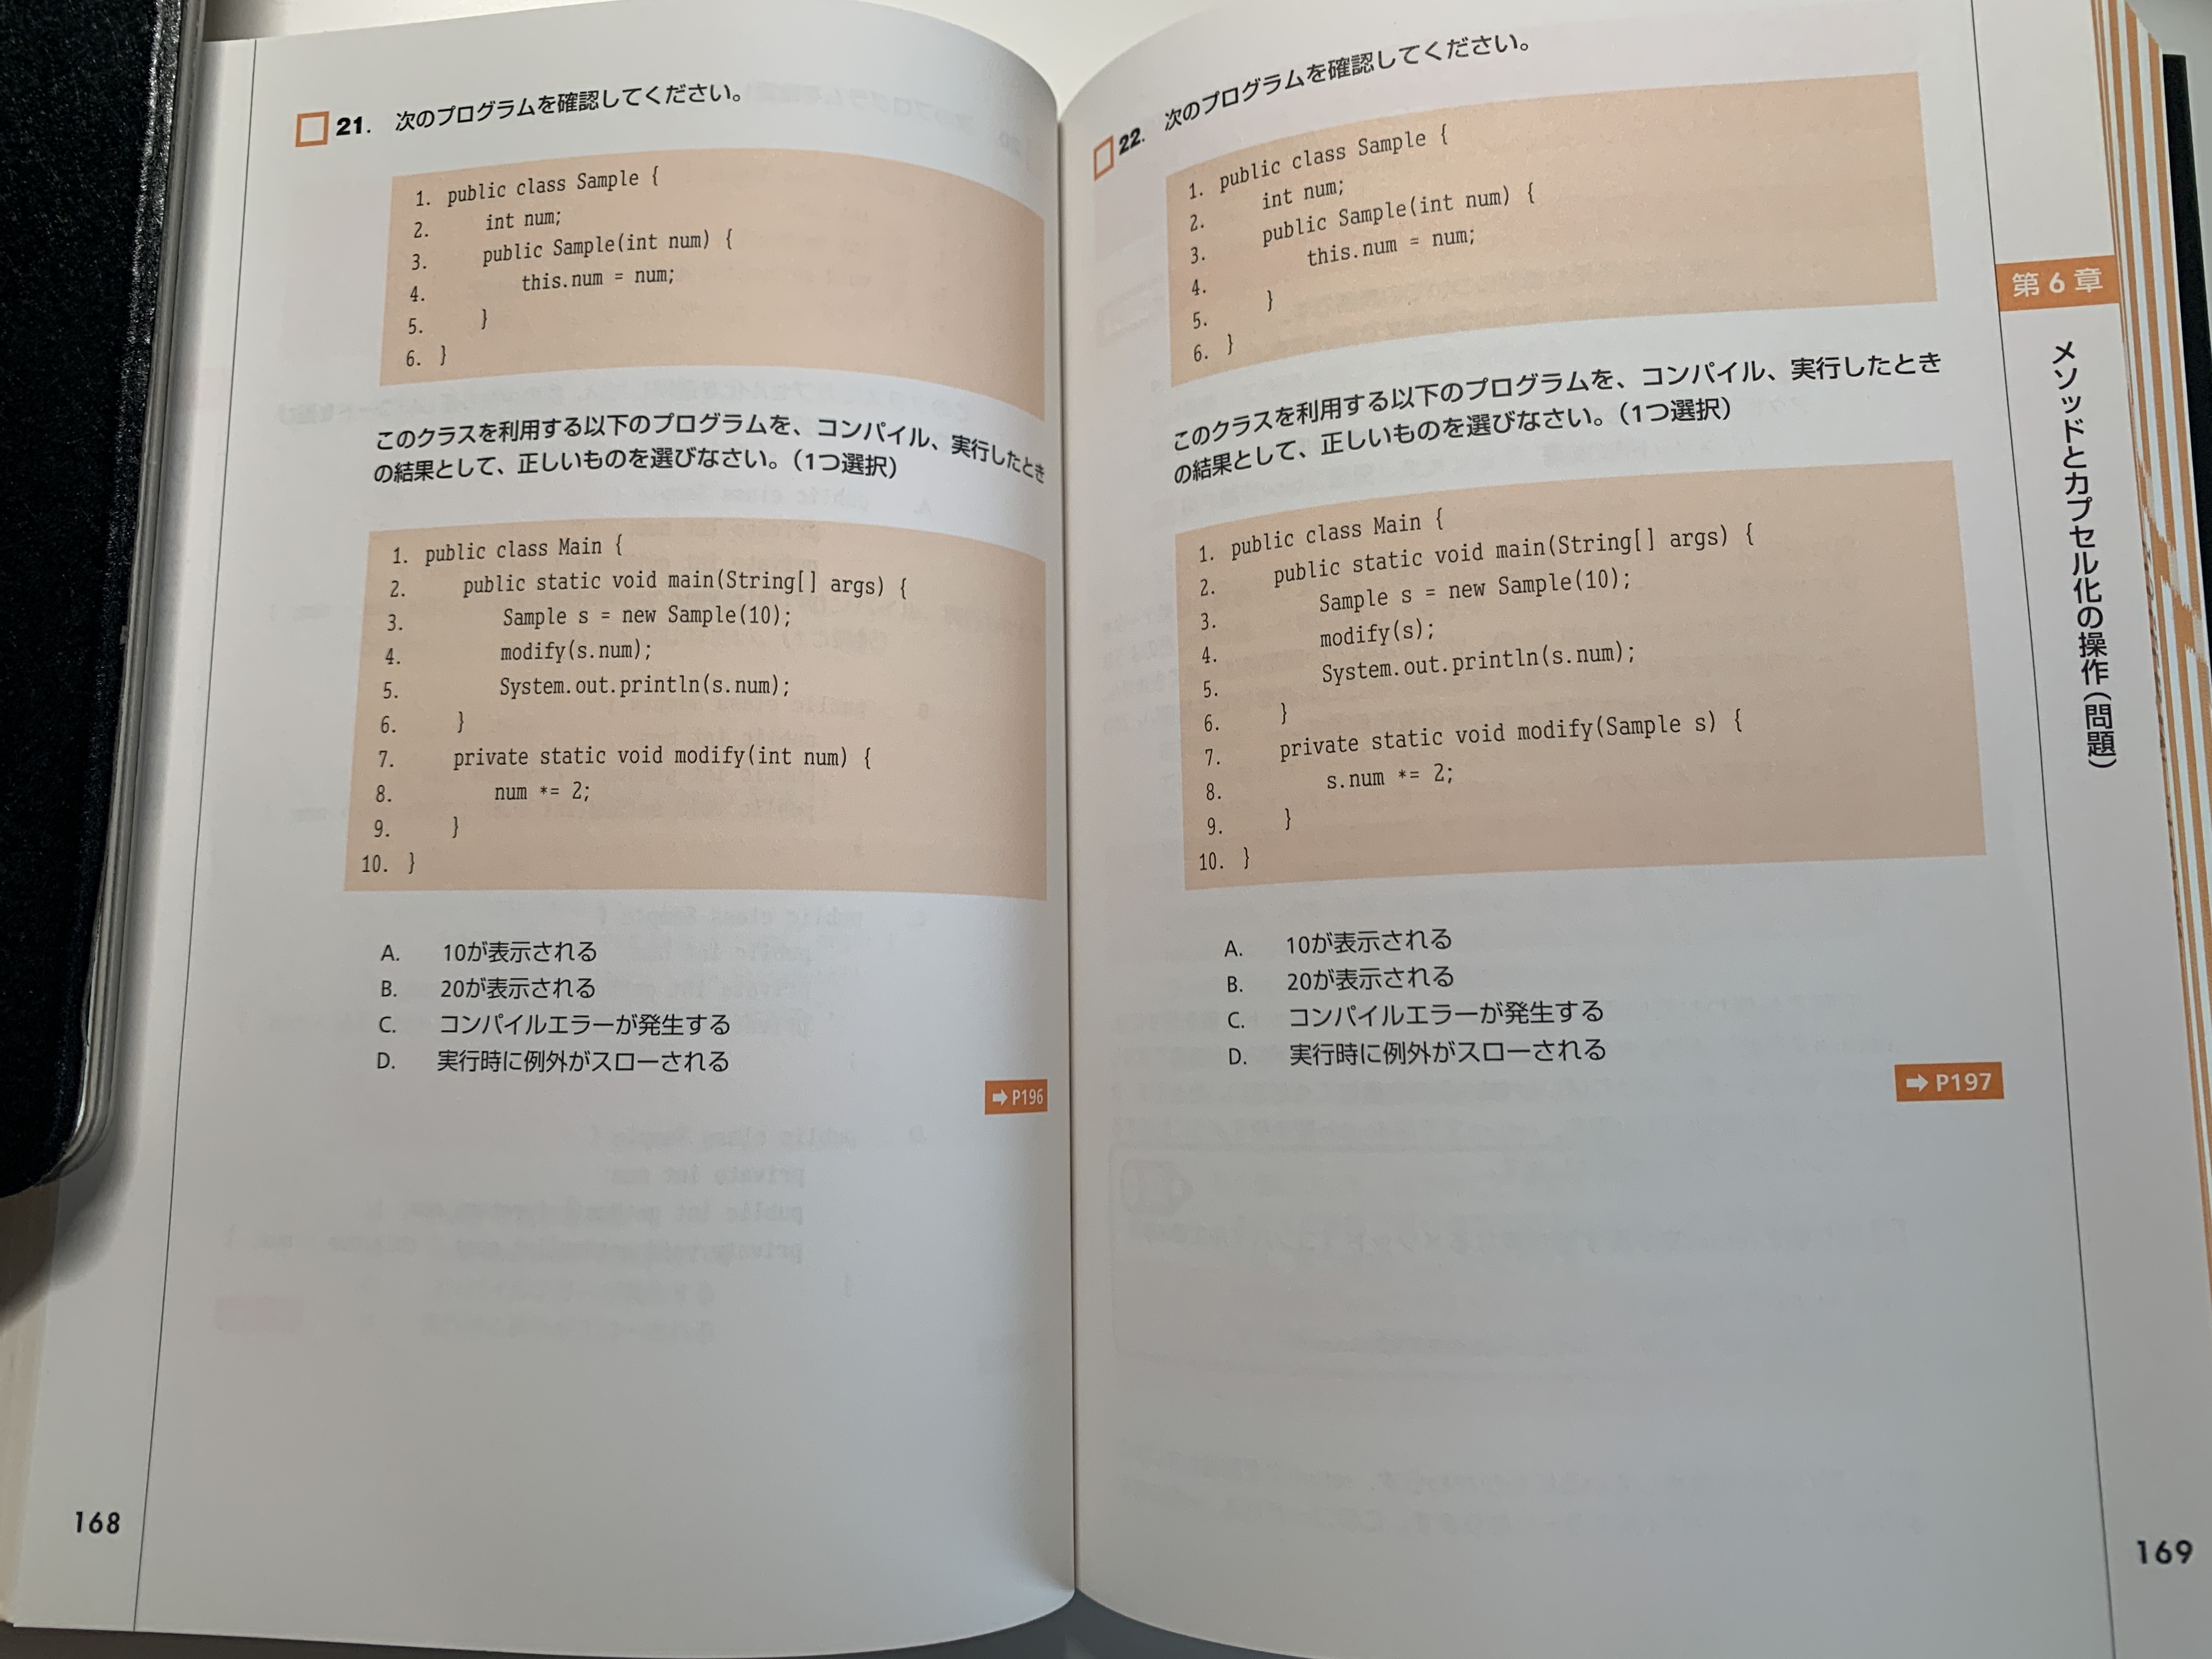 21. 次のプログラムを確認してください。
1. public class Sample {
2. int num;
3. public Sample(int num) {
4. this.num = num;
5. }
6. }
このクラスを利用する以下のプログラムを、コンパイル、実行したとき
の結果として、正しいものを選びなさい。（1つ選択）
1. public class Main {
2. public static void main(String[] args) {
3. Sample s = new Sample(10);
4. modify(s.num);
5. System.out.println(s.num);
6. }
7. private static void modify(int num) {
8. num *= 2;
9. }
10. }
A. 10が表示される
B. 20が表示される
C. コンパイルエラーが発生する
D. 実行時に例外がスローされる
➡ P196
168
22. 次のプログラムを確認してください。
1. public class Sample {
2. int num;
3. public Sample(int num) {
4. this.num = num;
5. }
6. }
このクラスを利用する以下のプログラムを、コンパイル、実行したとき
の結果として、正しいものを選びなさい。（1つ選択）
1. public class Main {
2. public static void main(String[] args) {
3. Sample s = new Sample(10);
4. modify(s);
5. System.out.println(s.num);
6. }
7. private static void modify(Sample s) {
8. s.num *= 2;
9. }
10. }
A. 10が表示される
B. 20が表示される
C. コンパイルエラーが発生する
D. 実行時に例外がスローされる
➡ P197
第6章
メソッドとカプセル化の操作（問題）
169